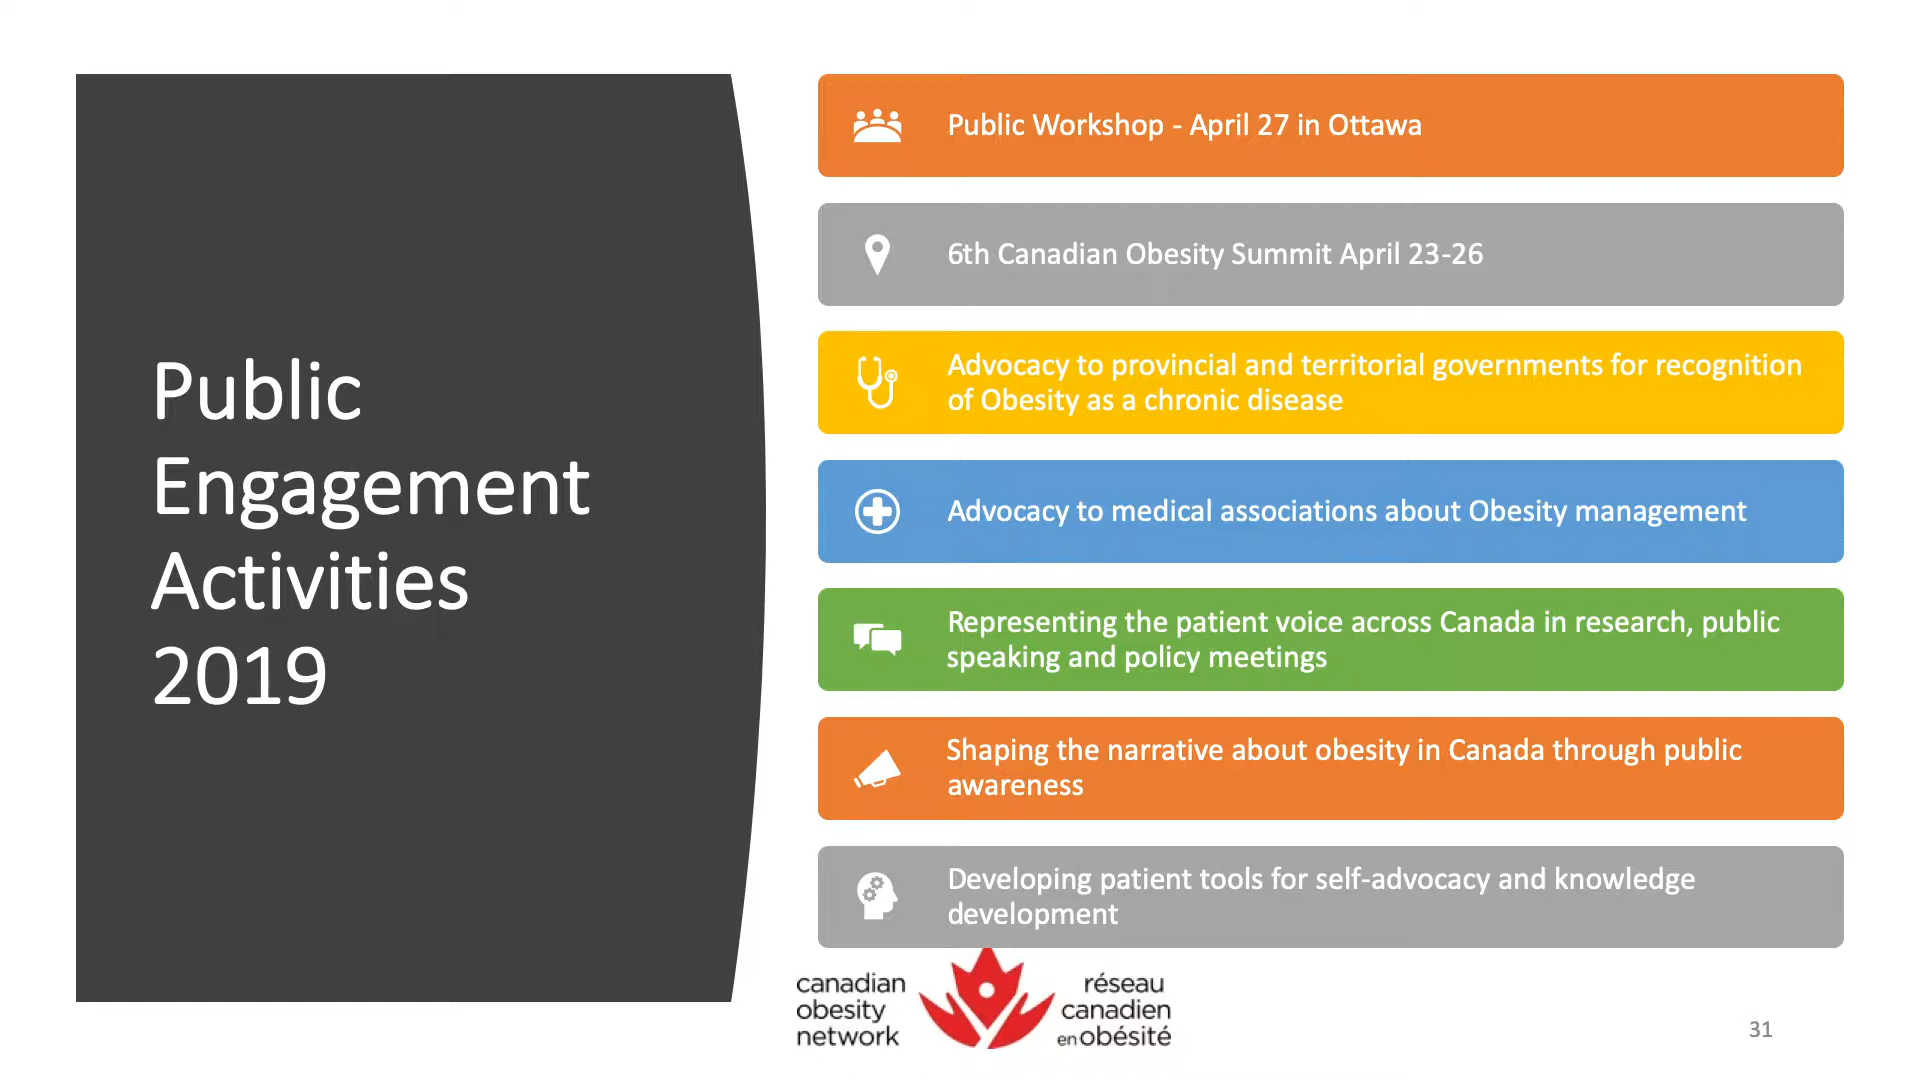 Public
Engagement
Activities
2019
Public Workshop - April 27 in Ottawa
6th Canadian Obesity Summit April 23-26
Advocacy to provincial and territorial governments for recognition
of Obesity as a chronic disease
Advocacy to medical associations about Obesity management
Representing the patient voice across Canada in research, public
speaking and policy meetings
Shaping the narrative about obesity in Canada through public
awareness
Developing patient tools for self-advocacy and knowledge
development
canadian
obesity
network
réseau
canadien
en obésité
31